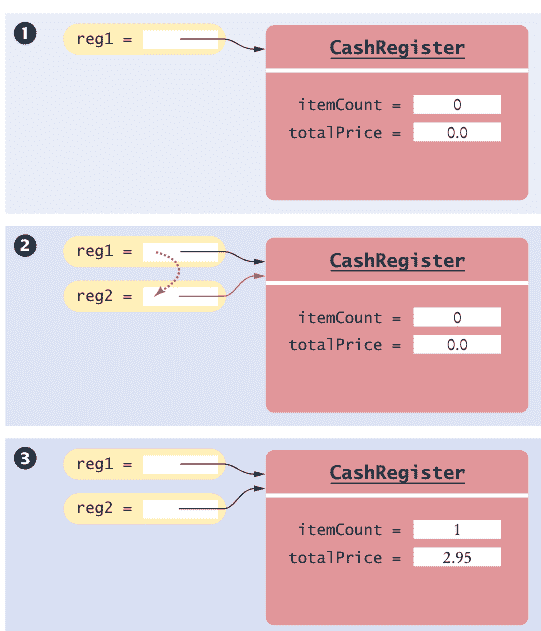 1
reg1 =
CashRegister
itemCount = 0
totalPrice = 0.0
2
reg1 =
reg2 =
CashRegister
itemCount = 0
totalPrice = 0.0
3
reg1 =
reg2 =
CashRegister
itemCount = 1
totalPrice = 2.95